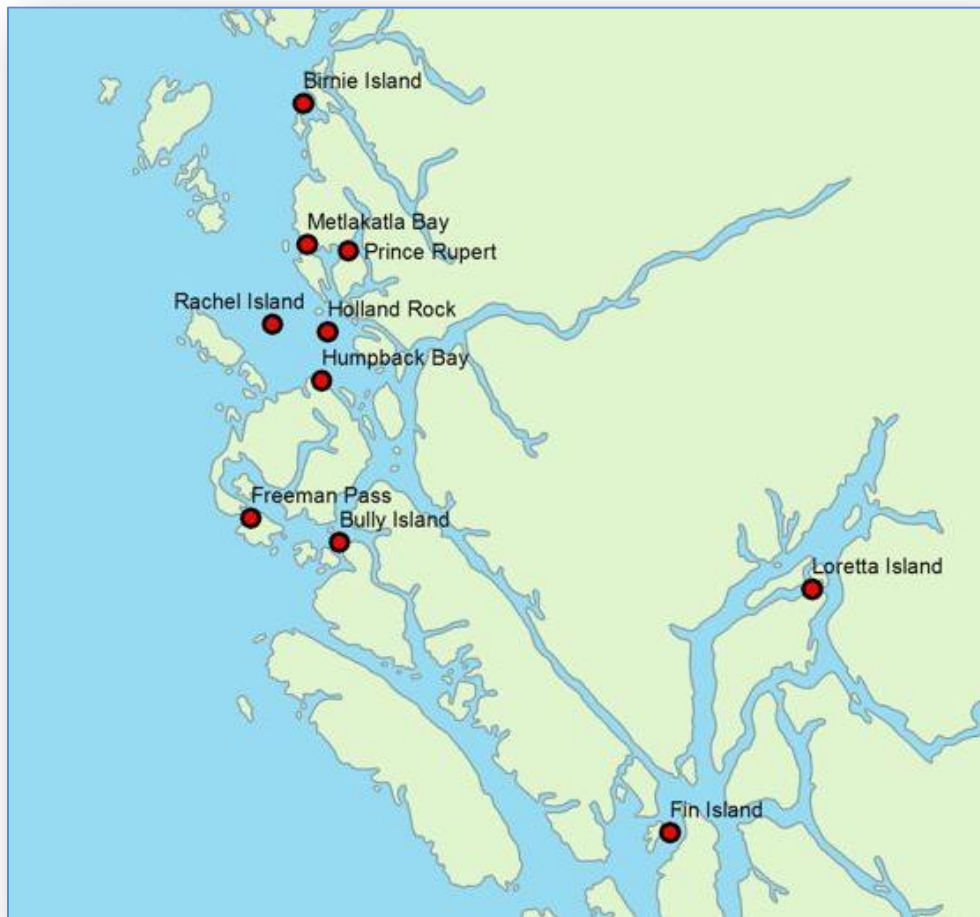 Birnie Island
Metlakatla Bay
Prince Rupert
Rachel Island
Holland Rock
Humpback Bay
Freeman Pass
Bully Island
Loretta Island
Fin Island